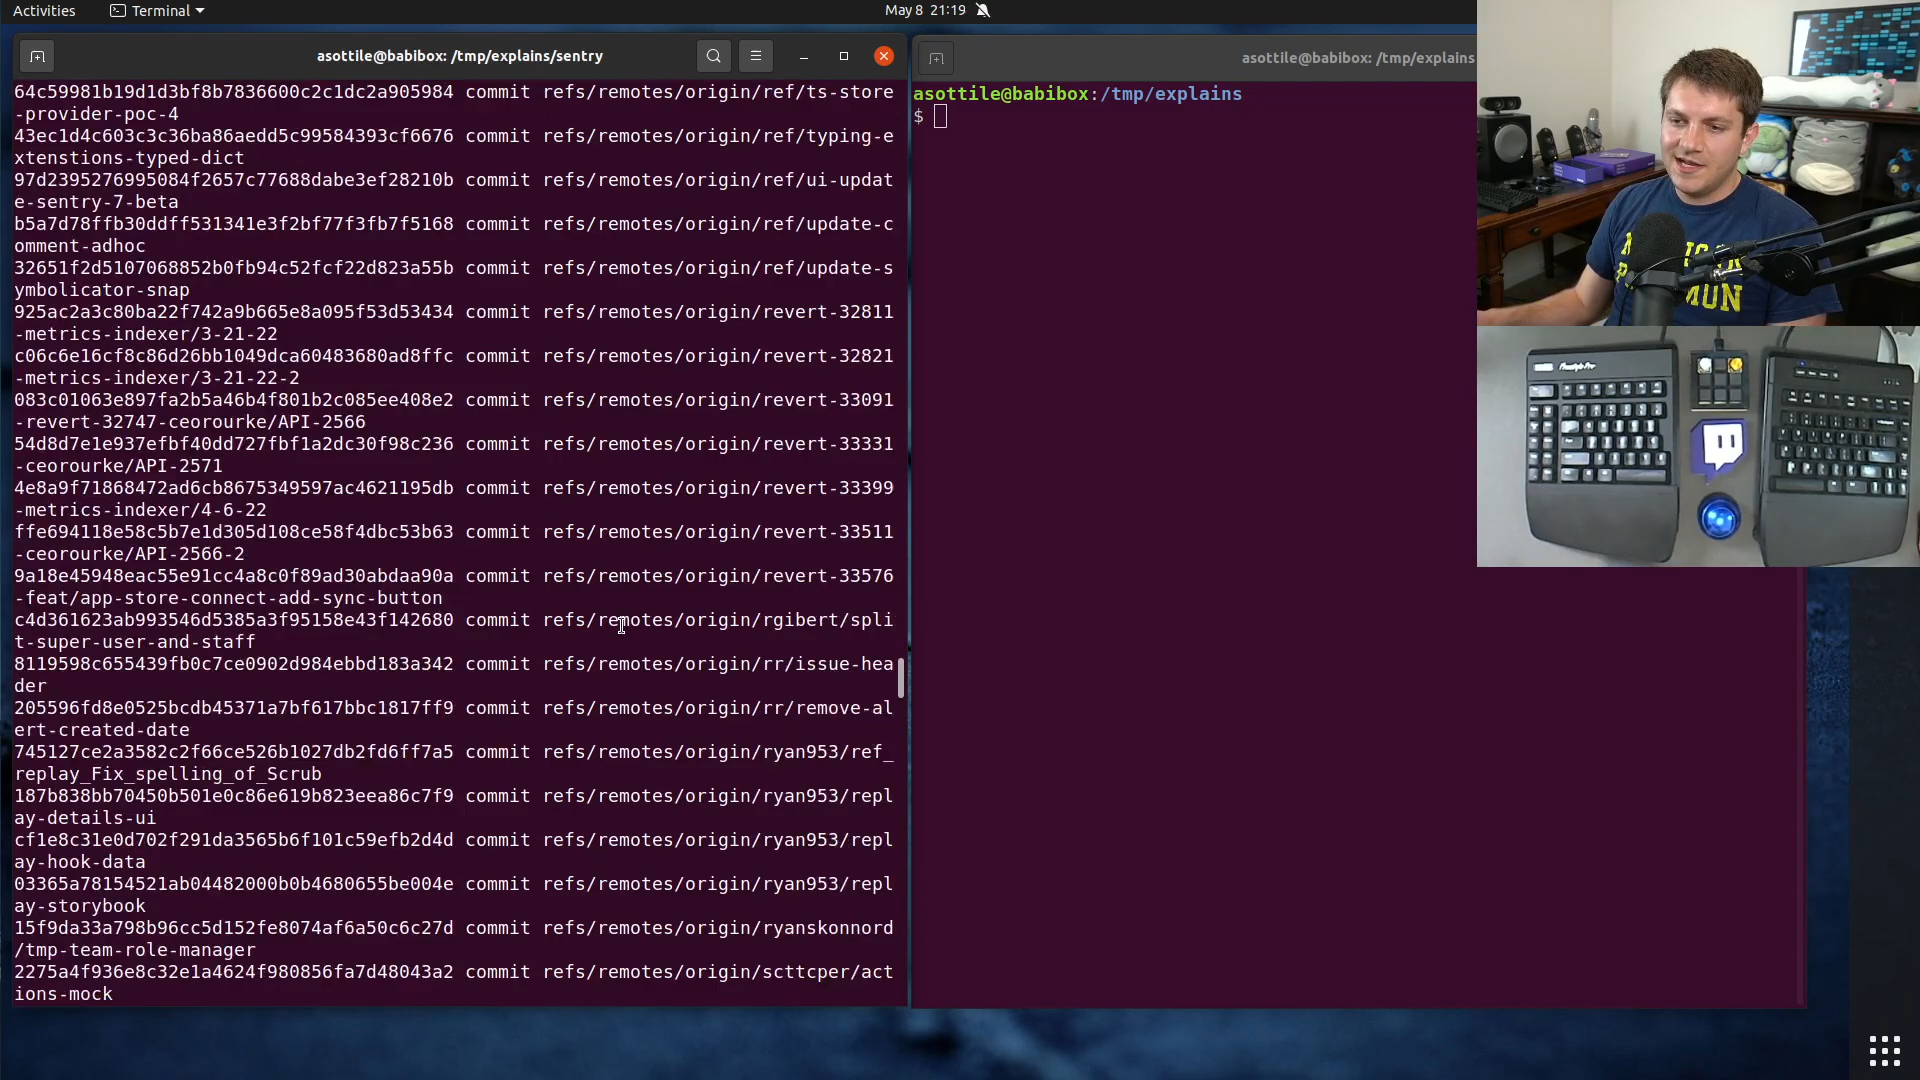 Activities
Terminal
May 8 21:19
asottile@babibox: /tmp/explains/sentry
64c59981b19d1d3bf8b7836600c2c1dc2a905984 commit refs/remotes/origin/ref/ts-store
-provider-poc-4
43ec1d4c603c3c36ba86aedd5c99584393cf6676 commit refs/remotes/origin/ref/typing-e
xtenstions-typed-dict
97d2395276995084f2657c77688dabe3ef28210b commit refs/remotes/origin/ref/ui-updat
e-sentry-7-beta
b5a7d78ffb30ddff531341e3f2bf77f3fb7f5168 commit refs/remotes/origin/ref/update-c
omment-adhoc
32651f2d5107068852b0fb94c52fcf22d823a55b commit refs/remotes/origin/ref/update-s
ymbolicator-snap
925ac2a3c80ba22f742a9b665e8a095f53d53434 commit refs/remotes/origin/revert-32811
-metrics-indexer/3-21-22
c06c6e16cf8c86d26bb1049dca60483680ad8ffc commit refs/remotes/origin/revert-32821
-metrics-indexer/3-21-22-2
083c01063e897fa2b5a46b4f801b2c085ee408e2 commit refs/remotes/origin/revert-33091
-revert-32747-ceorourke/API-2566
54d8d7e1e937efbf40dd727fbf1a2dc30f98c236 commit refs/remotes/origin/revert-33331
-ceorourke/API-2571
4e8a9f71868472ad6cb8675349597ac4621195db commit refs/remotes/origin/revert-33399
-metrics-indexer/4-6-22
ffe694118e58c5b7e1d305d108ce58f4dbc53b63 commit refs/remotes/origin/revert-33511
-ceorourke/API-2566-2
9a18e45948eac55e91cc4a8c0f89ad30abdaa90a commit refs/remotes/origin/revert-33576
-feat/app-store-connect-add-sync-button
c4d361623ab993546d5385a3f95158e43f142680 commit refs/remotes/origin/rgibert/spli
t-super-user-and-staff
8119598c655439fb0c7ce0902d984ebbd183a342 commit refs/remotes/origin/rr/issue-hea
der
205596fd8e0525bcdb45371a7bf617bbc1817ff9 commit refs/remotes/origin/rr/remove-al
ert-created-date
745127ce2a3582c2f66ce526b1027db2fd6ff7a5 commit refs/remotes/origin/ryan953/ref_
replay_Fix_spelling_of_Scrub
187b838bb70450b501e0c86e619b823eea86c7f9 commit refs/remotes/origin/ryan953/repl
ay-details-ui
cf1e8c31e0d702f291da3565b6f101c59efb2d4d commit refs/remotes/origin/ryan953/repl
ay-hook-data
03365a78154521ab04482000b0b4680655be004e commit refs/remotes/origin/ryan953/repl
ay-storybook
15f9da33a798b96cc5d152fe8074af6a50c6c27d commit refs/remotes/origin/ryanskonnord
/tmp-team-role-manager
2275a4f936e8c32e1a4624f980856fa7d48043a2 commit refs/remotes/origin/scttcper/act
ions-mock
asottile@babibox: /tmp/explains
asottile@babibox:/tmp/explains
$